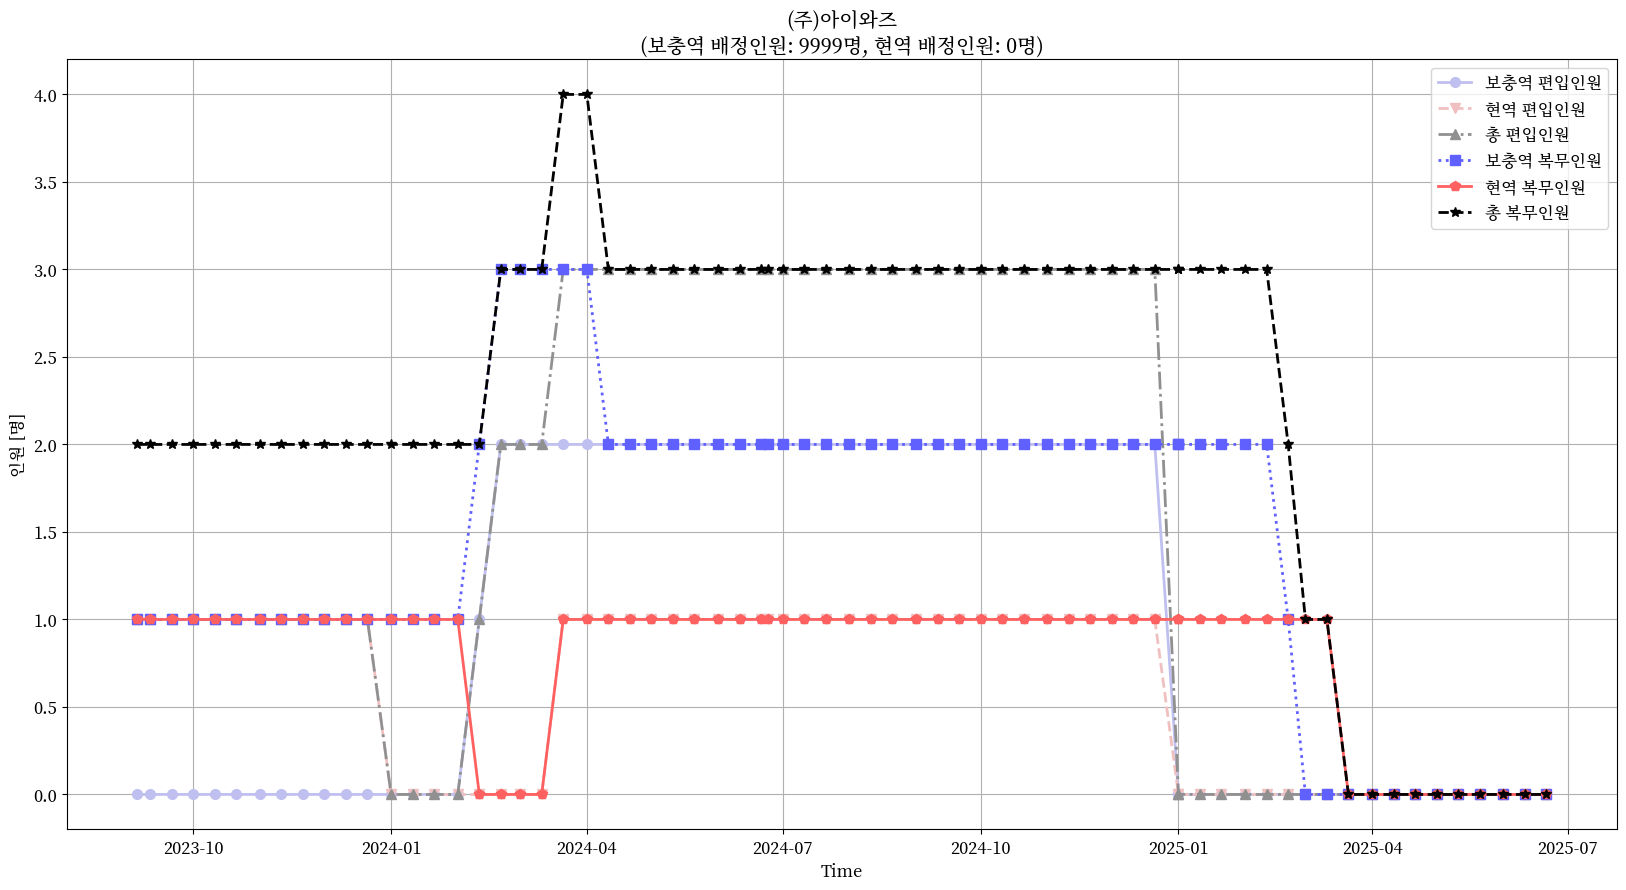 (주)아이와즈
(보충역 배정인원: 9999명, 현역 배정인원: 0명)
보충역 편입인원
현역 편입인원
총 편입인원
보충역 복무인원
현역 복무인원
총 복무인원
인원 [명]
4.0
3.5
3.0
2.5
2.0
1.5
1.0
0.5
0.0
2023-10
2024-01
2024-04
2024-07
2024-10
2025-01
2025-04
2025-07
Time